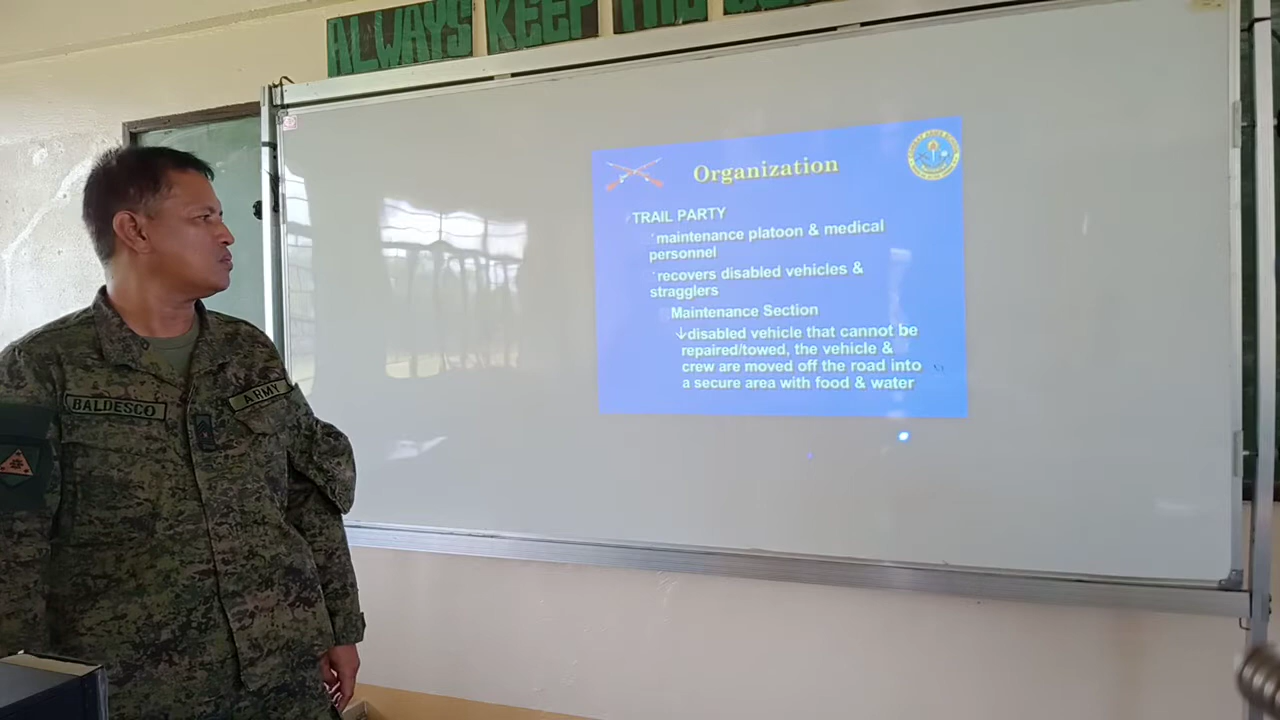 ALWAYS KEEP THE
Organization
TRAIL PARTY
maintenance platoon & medical
personnel
recovers disabled vehicles &
stragglers
Maintenance Section
disabled vehicle that cannot be
repaired/towed, the vehicle &
crew are moved off the road into
a secure area with food & water
BALDESCO
ARMY